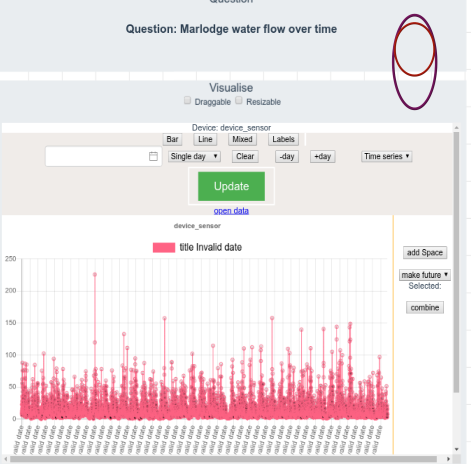 Question
Question: Marlodge water flow over time
Visualise
Draggable Resizable
Device: device_sensor
Bar Line Mixed Labels
Single day Clear -day +day Time series
Update
open data
device_sensor
title Invalid date
add Space
make future
Selected:
combine
250
200
150
100
50
0